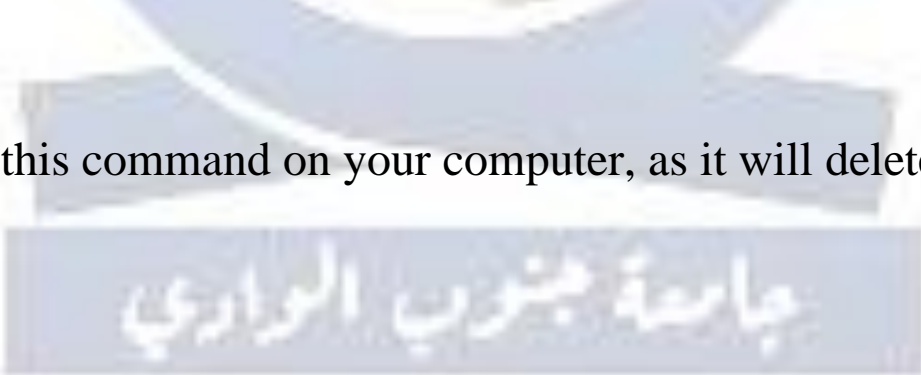 this command on your computer, as it will delete
جامعة جنوب الوادي